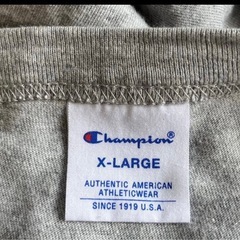 Champion®
X-LARGE
AUTHENTIC AMERICAN
ATHLETICWEAR
SINCE 1919 U.S.A.